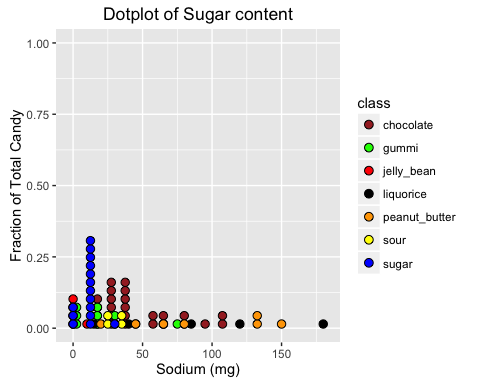 Dotplot of Sugar content
1.00
0.75
0.50
0.25
0.00
Fraction of Total Candy
0
50
100
150
Sodium (mg)
class
chocolate
gummi
jelly_bean
liquorice
peanut_butter
sour
sugar